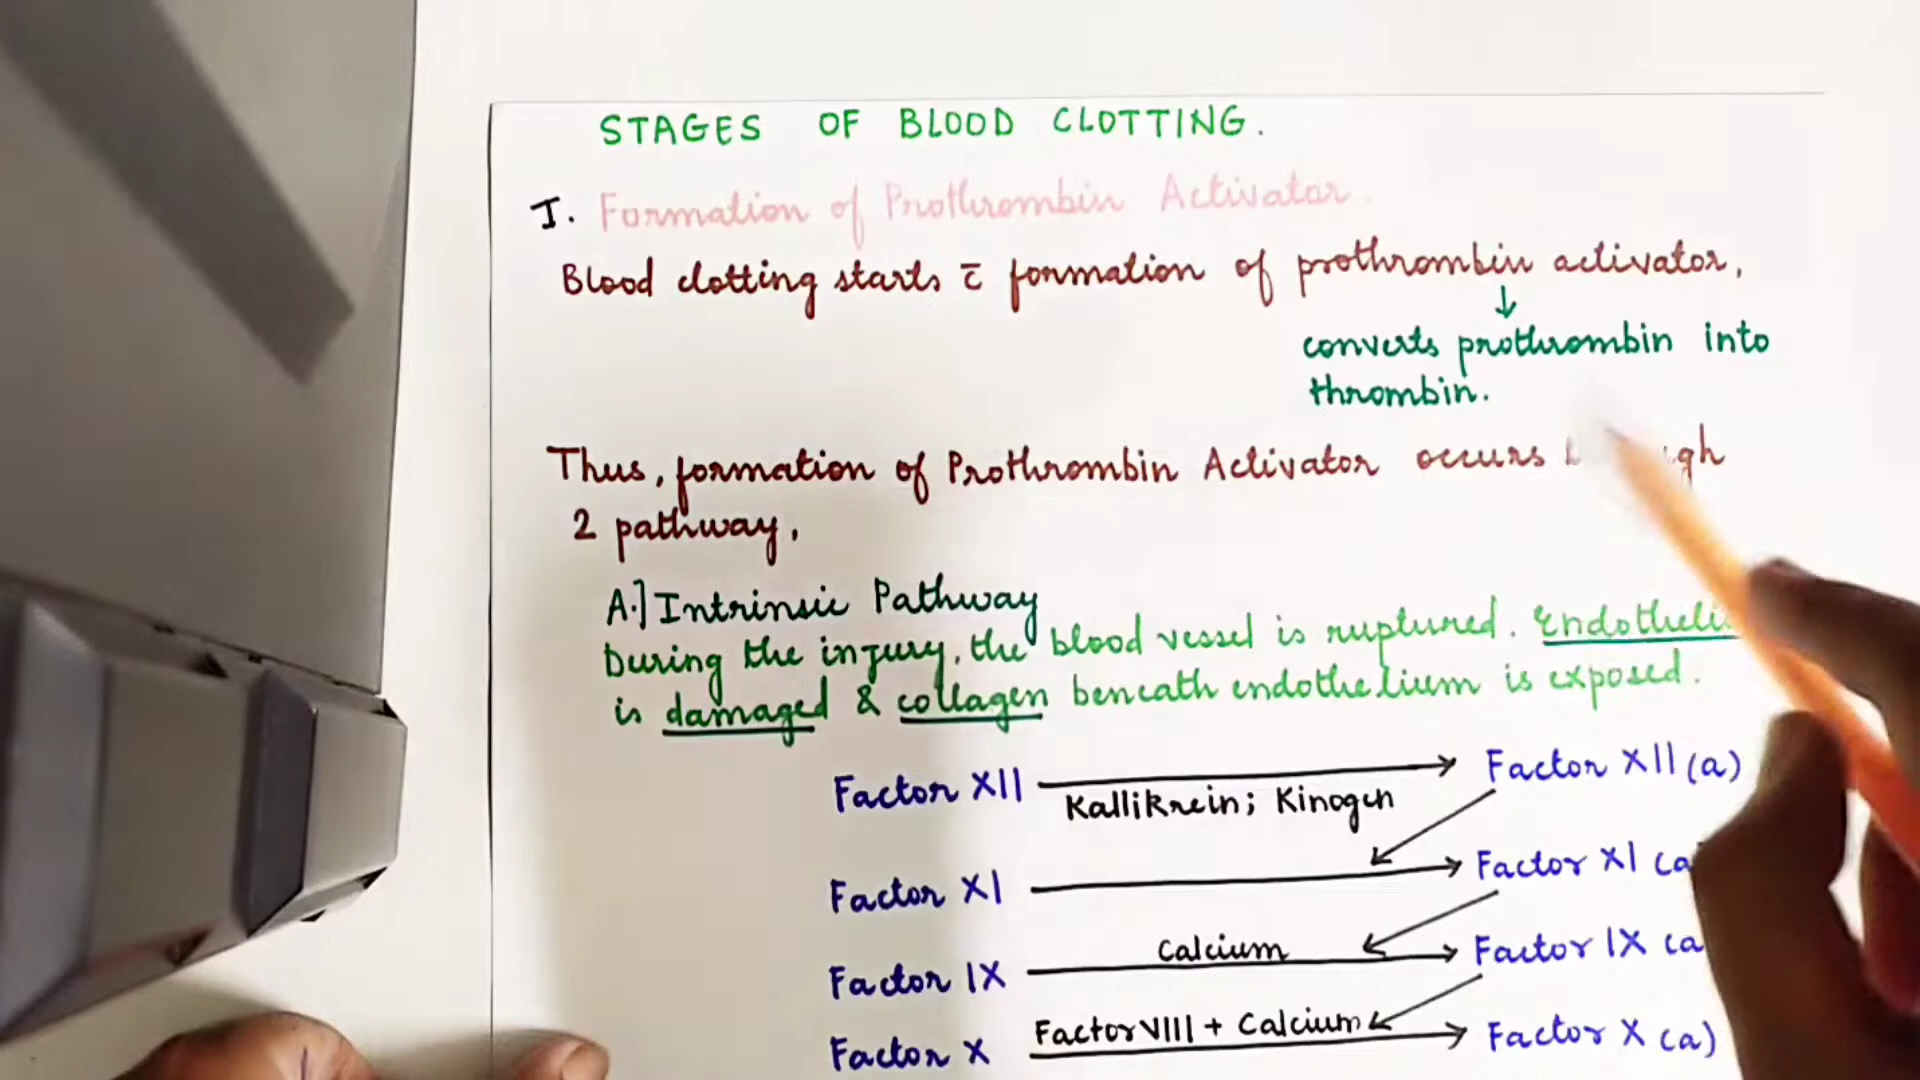 STAGES OF BLOOD CLOTTING.
I. Formation of Prothrombin Activator.
Blood clotting starts c̄ formation of prothrombin activator,
↓
converts prothrombin into
thrombin.
Thus, formation of Prothrombin Activator occurs
2 pathway,
A.] Intrinsic Pathway
During the injury, the blood vessel is ruptured.
is damaged & collagen beneath endothelium is exposed.
Factor XII → Factor XII (a)
Kallikrein; Kinogen
Factor XI → Factor XI (a
Calcium
Factor IX → Factor IX (a
Factor VIII + Calcium
Factor X → Factor X (a)